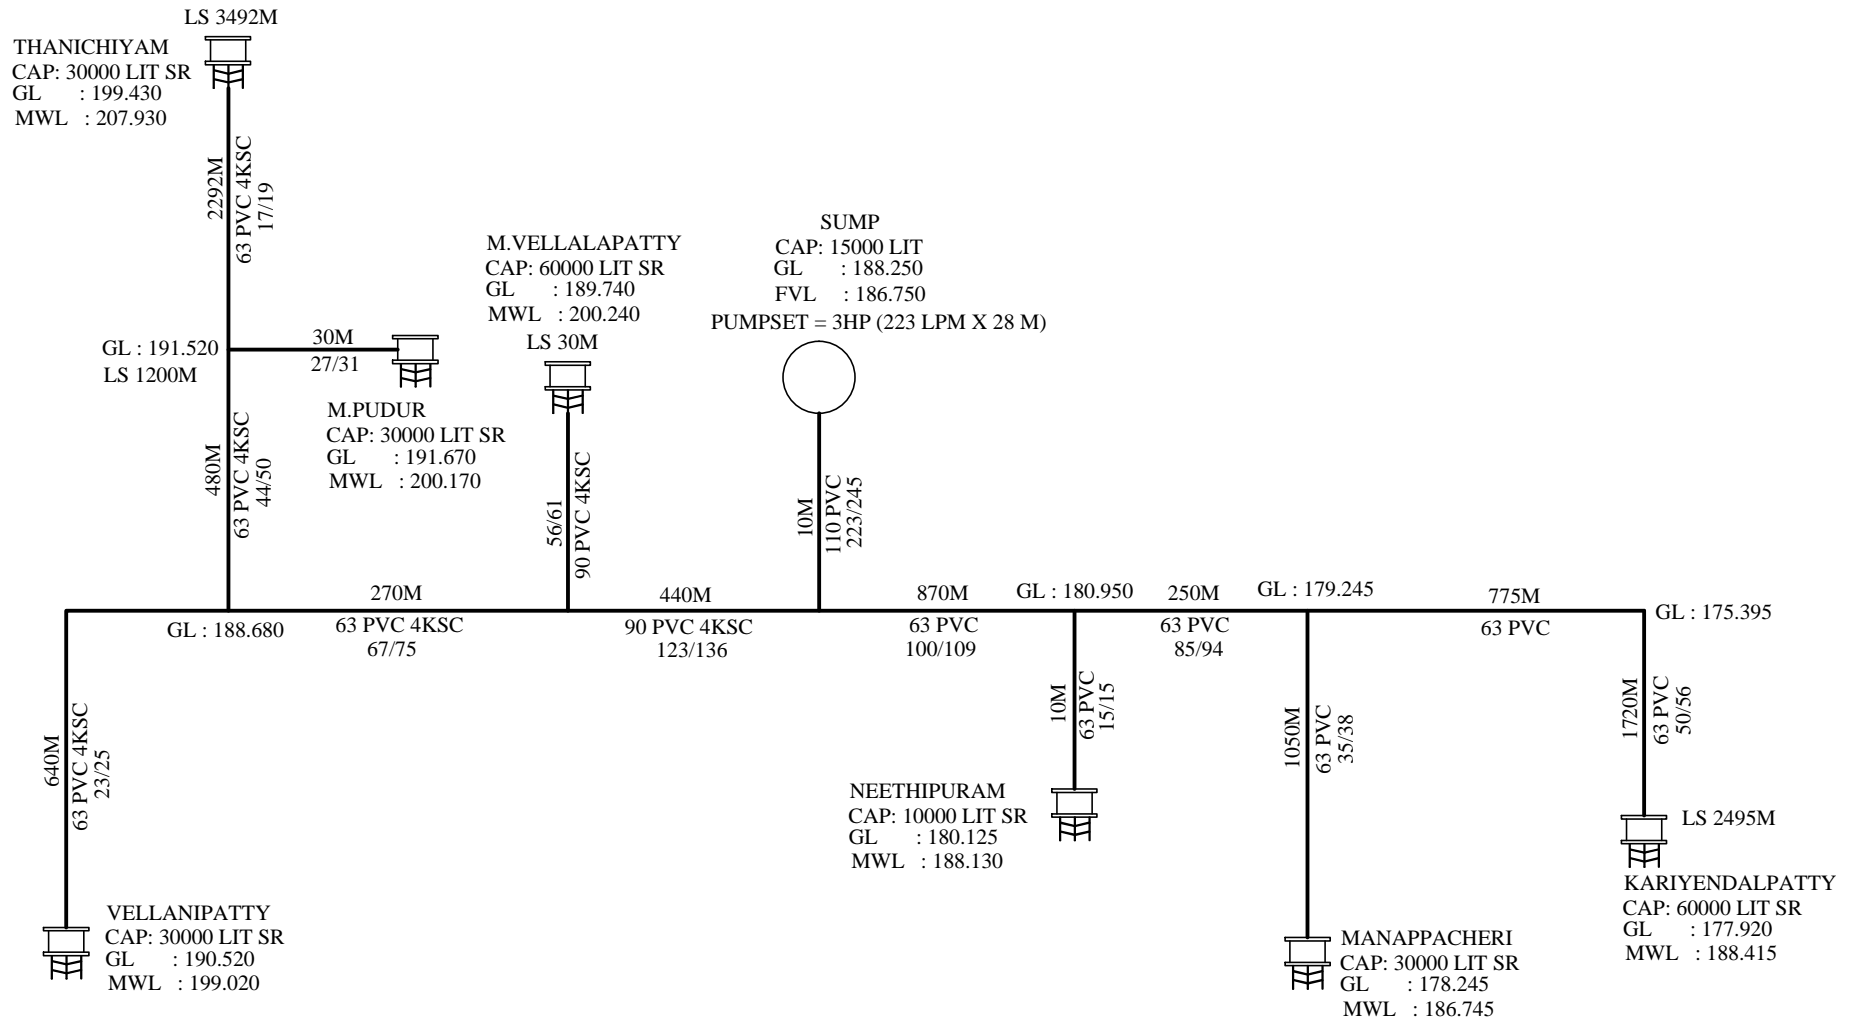 LS 3492M
THANICHIYAM
CAP: 30000 LIT SR
GL : 199.430
MWL : 207.930
2292M
63 PVC 4KSC
17/19
GL : 191.520
LS 1200M
30M
27/31
M.PUDUR
CAP: 30000 LIT SR
GL : 191.670
MWL : 200.170
480M
63 PVC 4KSC
44/50
M.VELLALAPATTY
CAP: 60000 LIT SR
GL : 189.740
MWL : 200.240
LS 30M
56/61
90 PVC 4KSC
SUMP
CAP: 15000 LIT
GL : 188.250
FVL : 186.750
PUMPSET = 3HP (223 LPM X 28 M)
10M
110 PVC
223/245
GL : 188.680
270M
63 PVC 4KSC
67/75
440M
90 PVC 4KSC
123/136
870M
63 PVC
100/109
GL : 180.950
250M
63 PVC
85/94
GL : 179.245
775M
63 PVC
GL : 175.395
640M
63 PVC 4KSC
23/25
VELLANIPATTY
CAP: 30000 LIT SR
GL : 190.520
MWL : 199.020
10M
63 PVC
15/15
NEETHIPURAM
CAP: 10000 LIT SR
GL : 180.125
MWL : 188.130
1050M
63 PVC
35/38
MANAPPACHERI
CAP: 30000 LIT SR
GL : 178.245
MWL : 186.745
1720M
63 PVC
50/56
LS 2495M
KARIYENDALPATTY
CAP: 60000 LIT SR
GL : 177.920
MWL : 188.415